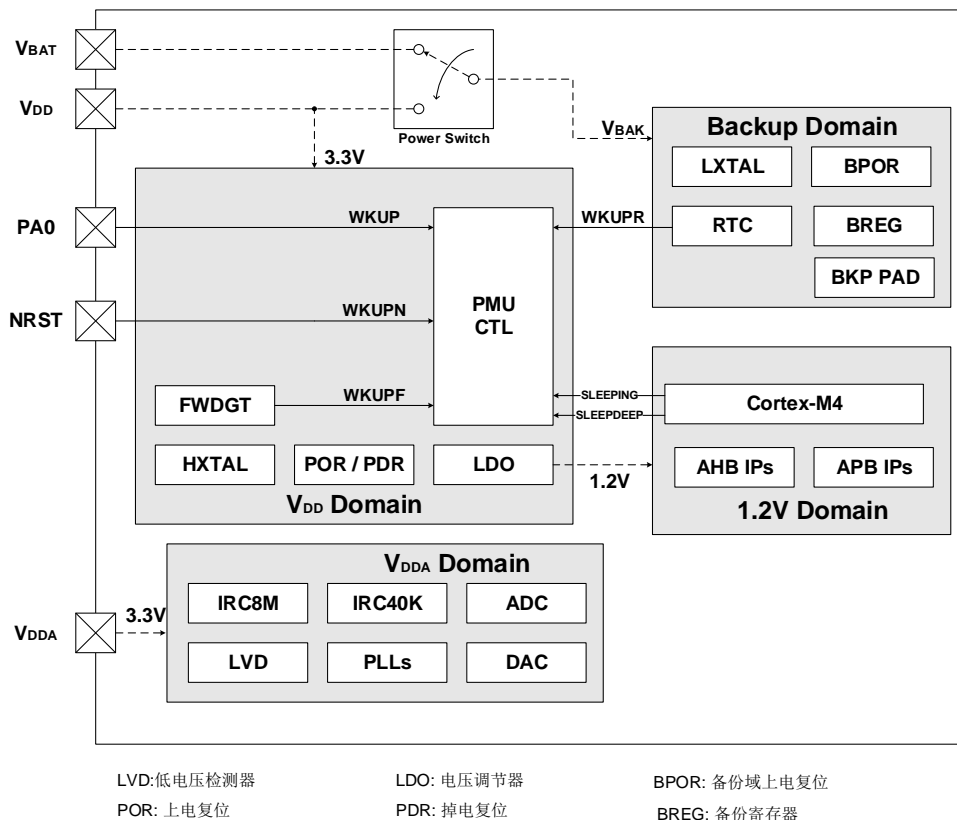 VBAT
VDD
Power Switch
3.3V
VBAK
Backup Domain
LXTAL
BPOR
RTC
BREG
BKP PAD
PA0
WKUP
WKUPR
PMU
CTL
NRST
WKUPN
FWDGT
WKUPF
SLEEPING
SLEEPDEEP
Cortex-M4
HXTAL
POR / PDR
LDO
1.2V
AHB IPs
APB IPs
VDD Domain
1.2V Domain
VDDA Domain
IRC8M
IRC40K
ADC
VDDA
3.3V
LVD
PLLs
DAC
LVD:低电压检测器
LDO: 电压调节器
BPOR: 备份域上电复位
POR: 上电复位
PDR: 掉电复位
BREG: 备份寄存器